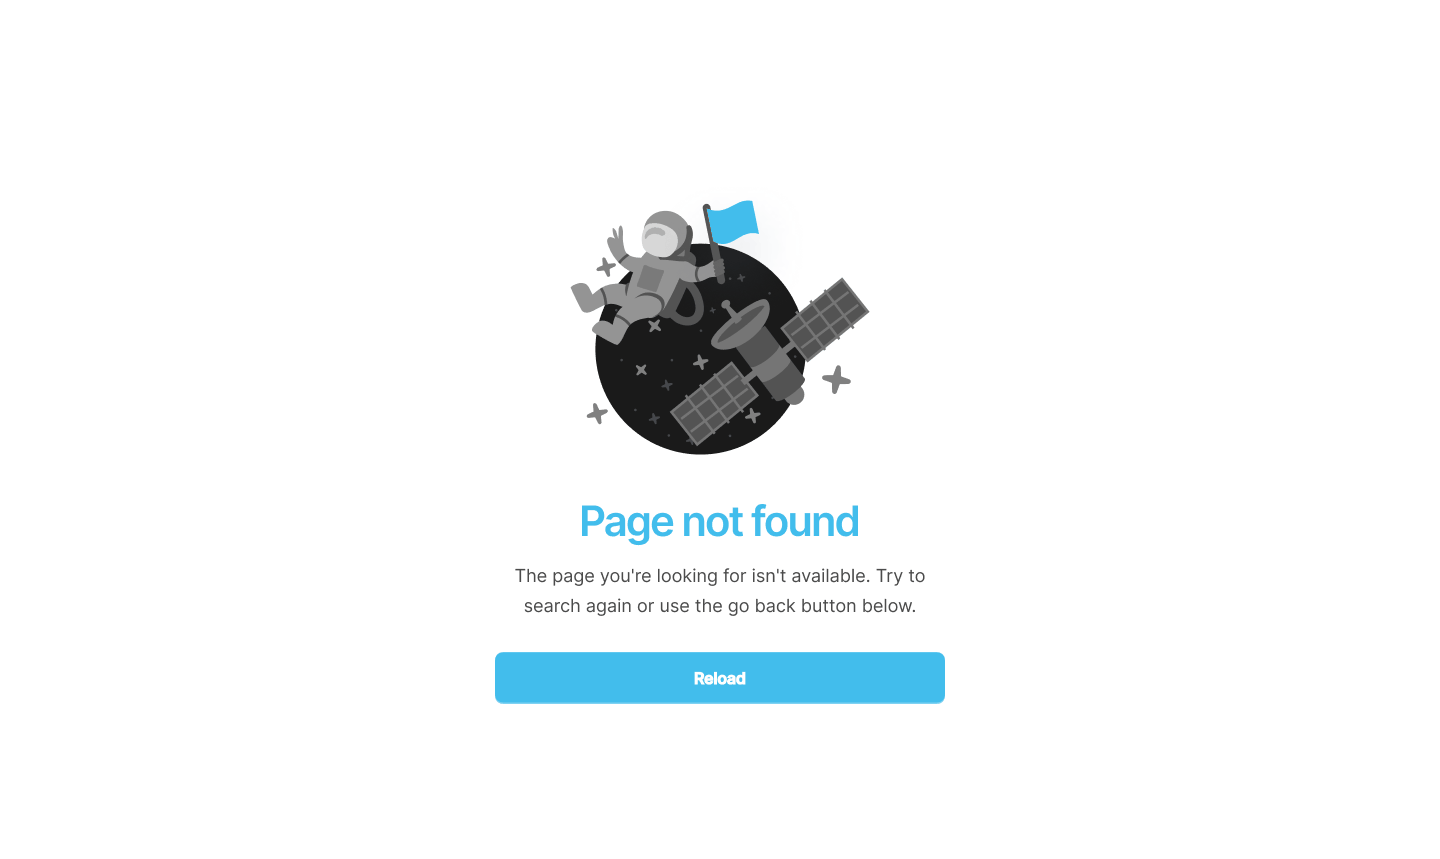 Page not found
The page you're looking for isn't available. Try to
search again or use the go back button below.
Reload